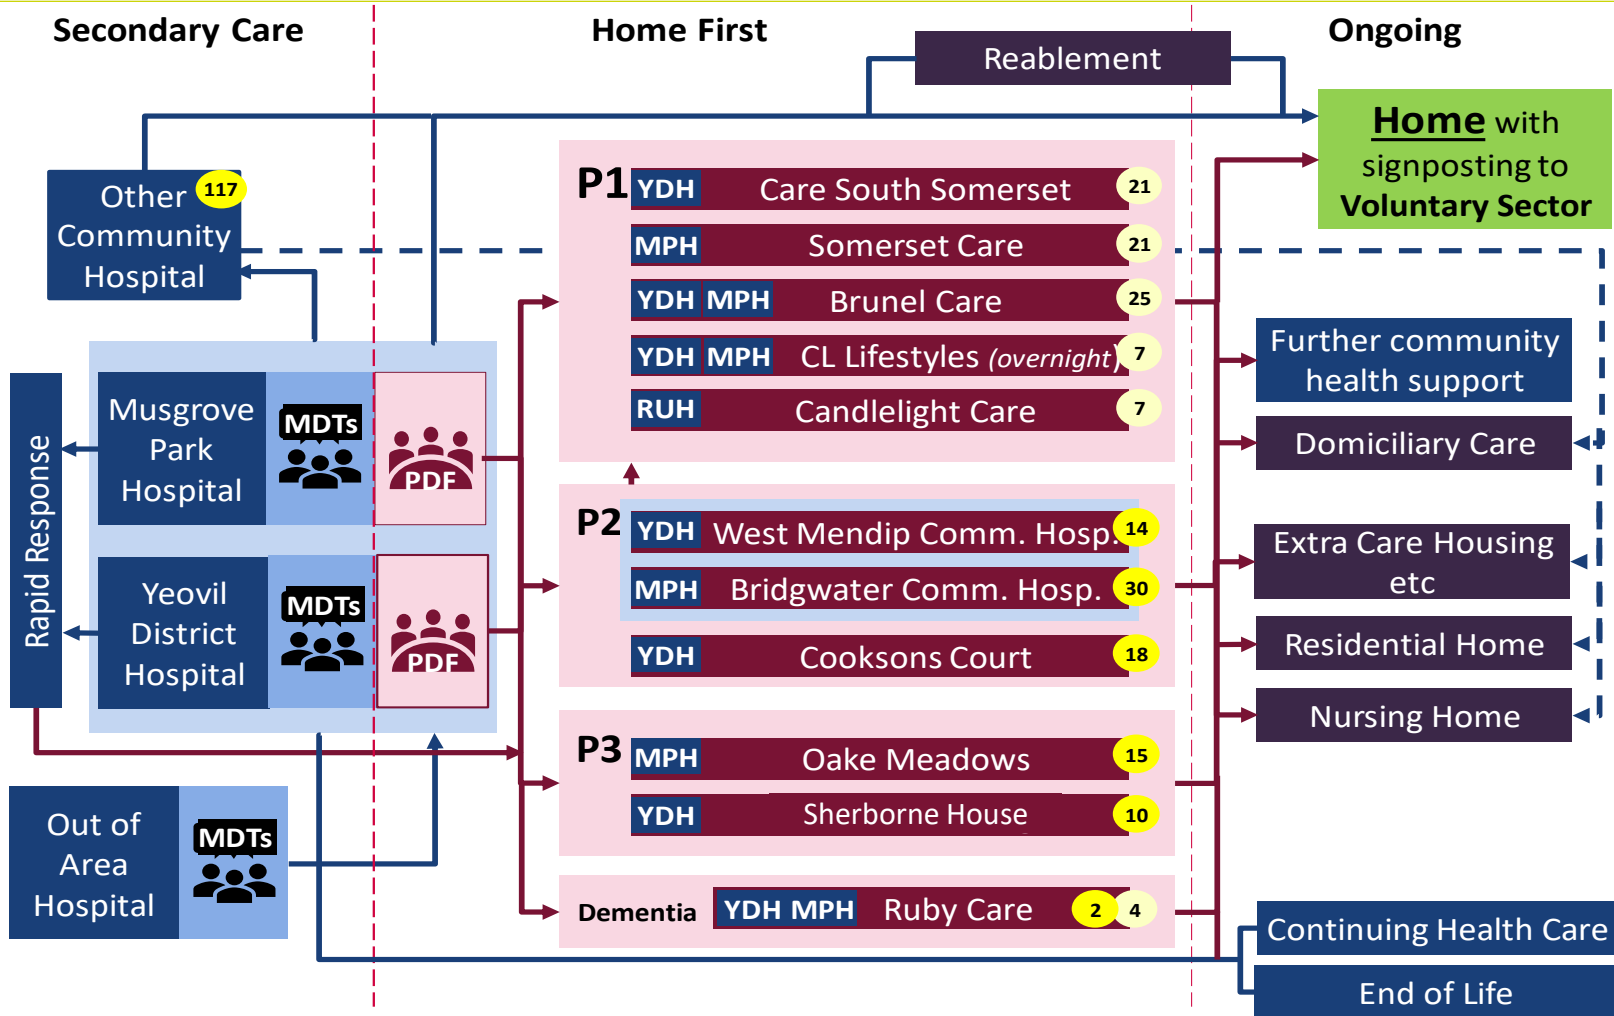 Secondary Care
Home First
Ongoing
Reablement
Home with
signposting to
Voluntary Sector
Other
Community
Hospital
117
P1
YDH Care South Somerset 21
MPH Somerset Care 21
YDH MPH Brunel Care 25
YDH MPH CL Lifestyles (overnight) 7
RUH Candlelight Care 7
Further community
health support
Domiciliary Care
Rapid Response
Musgrove
Park
Hospital
MDTs
PDF
Yeovil
District
Hospital
MDTs
PDF
P2
YDH West Mendip Comm. Hosp. 14
MPH Bridgwater Comm. Hosp. 30
YDH Cooksons Court 18
Extra Care Housing
etc
Residential Home
Nursing Home
P3
MPH Oake Meadows 15
YDH Sherborne House 10
Out of
Area
Hospital
MDTs
Dementia YDH MPH Ruby Care 2 4
Continuing Health Care
End of Life